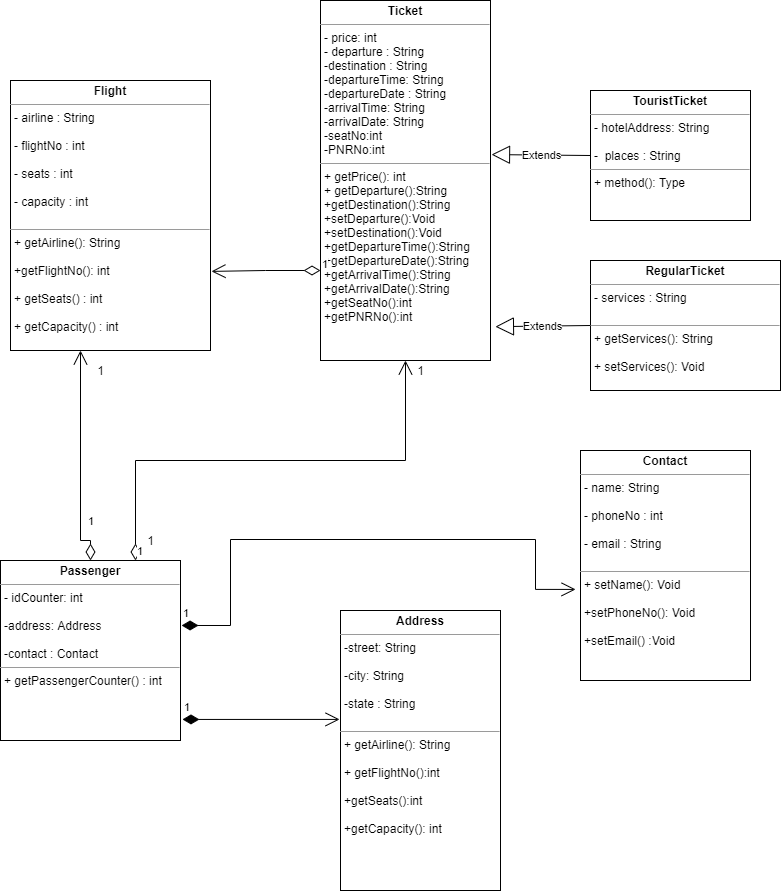 Ticket
- price: int
- departure : String
-destination : String
-departureTime: String
-departureDate : String
-arrivalTime: String
-arrivalDate: String
-seatNo:int
-PNRNo:int
+ getPrice(): int
+ getDeparture():String
+getDestination():String
+setDeparture():Void
+setDestination():Void
+getDepartureTime():String
-getDepartureDate():String
+getArrivalTime():String
+getArrivalDate():String
+getSeatNo():int
+getPNRNo():int
1
Flight
- airline : String
- flightNo : int
- seats : int
- capacity : int
+ getAirline(): String
+getFlightNo(): int
+ getSeats() : int
+ getCapacity() : int
TouristTicket
- hotelAddress: String
- places : String
+ method(): Type
Extends
RegularTicket
- services : String
+ getServices(): String
+ setServices(): Void
Extends
1
1
1
1
1
Contact
- name: String
- phoneNo : int
- email : String
+ setName(): Void
+setPhoneNo(): Void
+setEmail() :Void
Passenger
- idCounter: int
-address: Address
-contact : Contact
+ getPassengerCounter() : int
1
1
Address
-street: String
-city: String
-state : String
+ getAirline(): String
+ getFlightNo():int
+getSeats():int
+getCapacity(): int